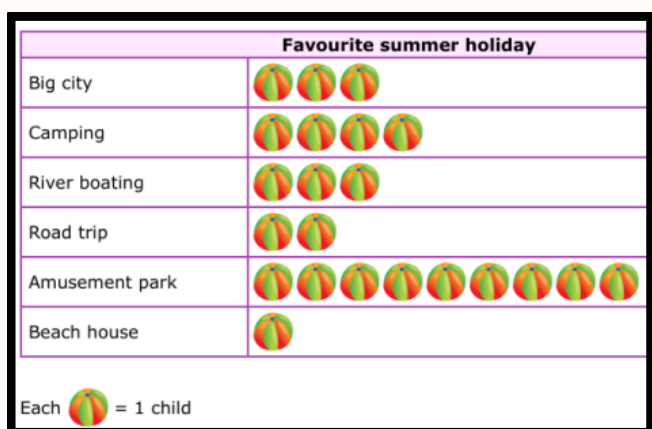 Favourite summer holiday
Big city
Camping
River boating
Road trip
Amusement park
Beach house
Each = 1 child